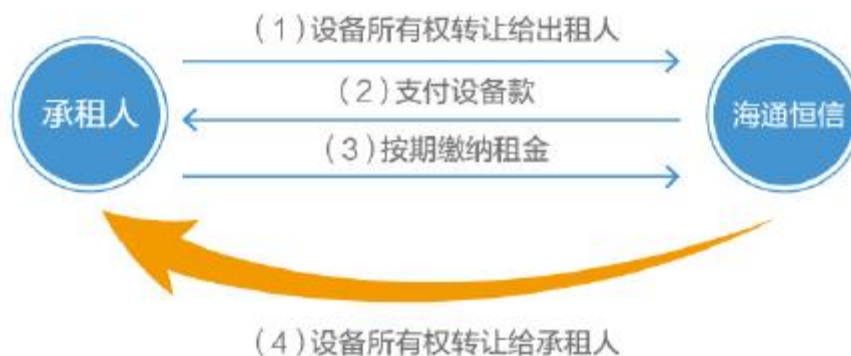 (1)设备所有权转让给出租人
承租人
(2)支付设备款
海通恒信
(3)按期缴纳租金
(4)设备所有权转让给承租人